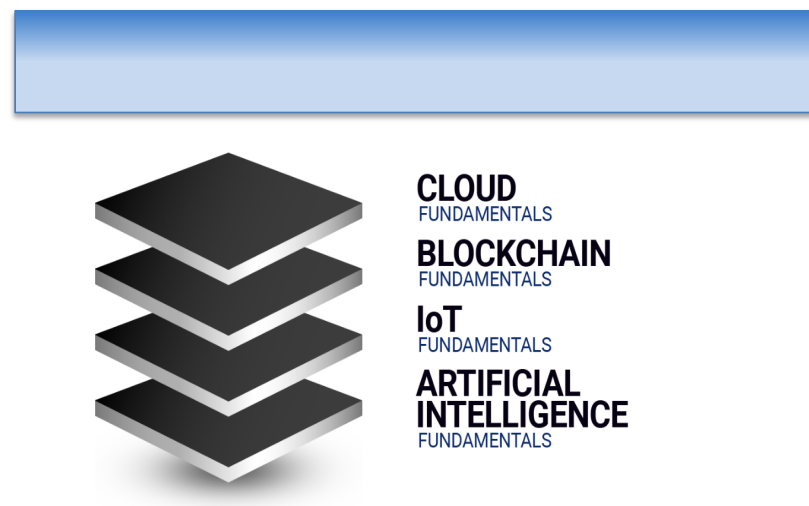 CLOUD
FUNDAMENTALS
BLOCKCHAIN
FUNDAMENTALS
IoT
FUNDAMENTALS
ARTIFICIAL
INTELLIGENCE
FUNDAMENTALS